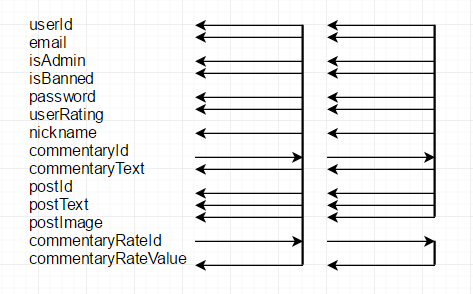 userId
email
isAdmin
isBanned
password
userRating
nickname
commentaryId
commentaryText
postId
postText
postImage
commentaryRateId
commentaryRateValue